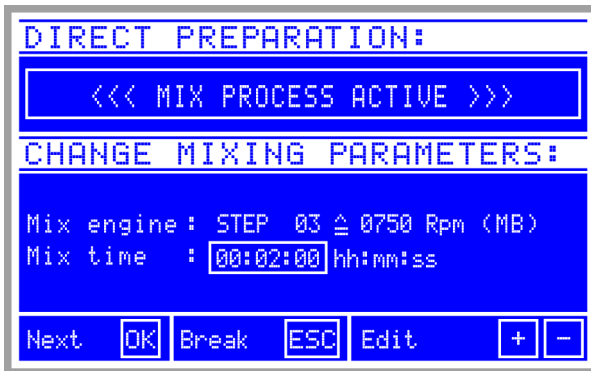 DIRECT PREPARATION:
<<< MIX PROCESS ACTIVE >>>
CHANGE MIXING PARAMETERS:
Mix engine: STEP 03 ≙ 0750 Rpm (MB)
Mix time : 00:02:00 hh:mm:ss
Next OK Break ESC Edit + -